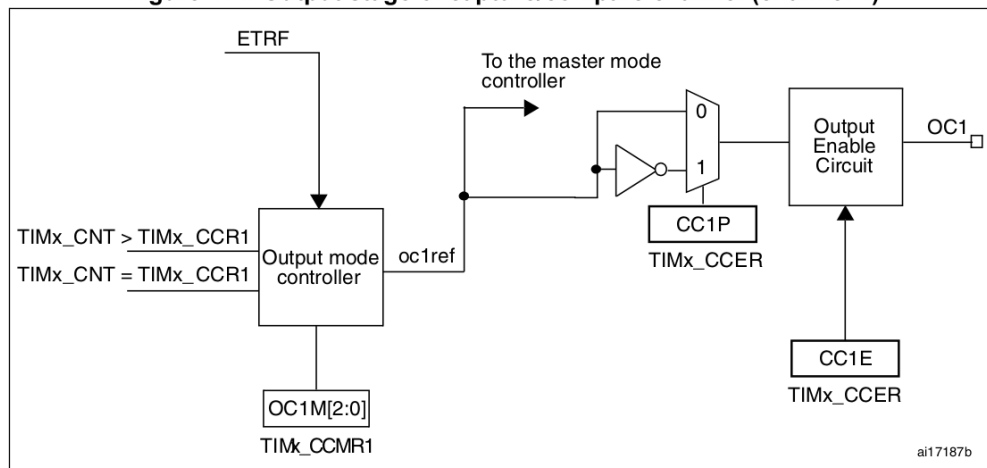 ETRF
To the master mode
controller
0
1
Output
Enable
Circuit
OC1
CC1P
TIMx_CCER
TIMx_CNT > TIMx_CCR1
TIMx_CNT = TIMx_CCR1
Output mode
controller
oc1ref
CC1E
TIMx_CCER
OC1M[2:0]
TIMx_CCMR1
ai17187b